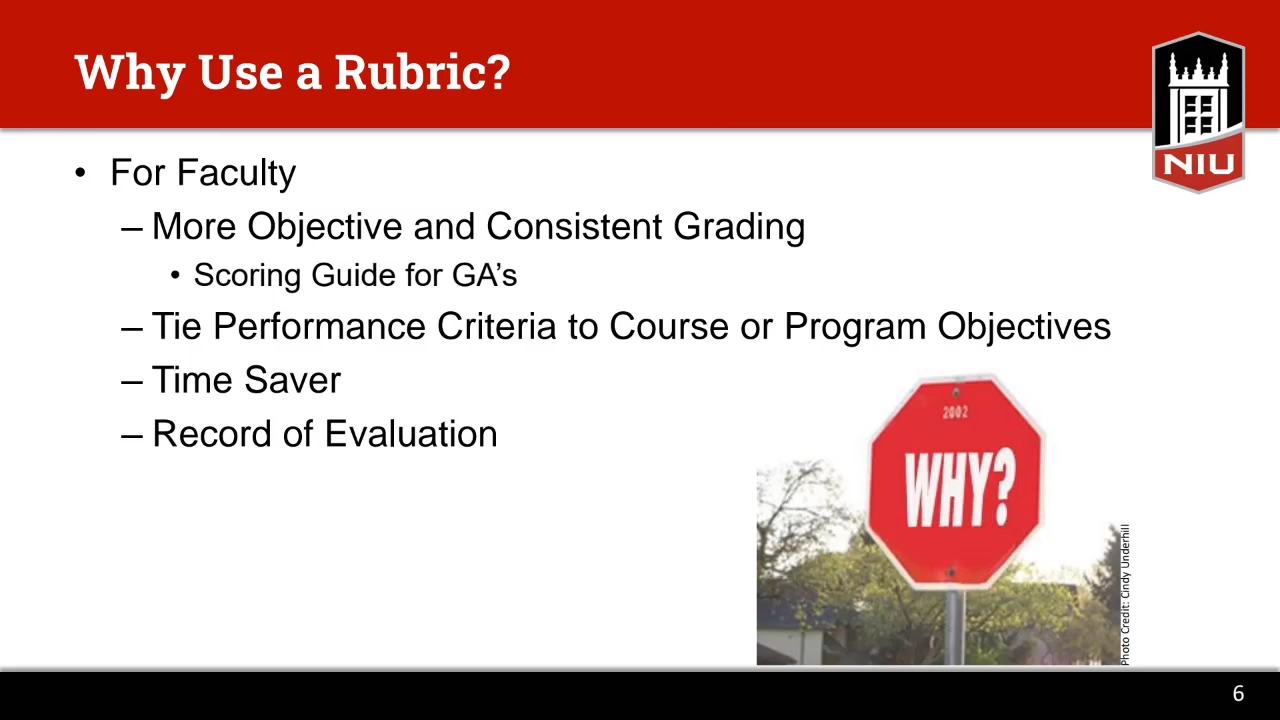 Why Use a Rubric?
NIU
• For Faculty
– More Objective and Consistent Grading
• Scoring Guide for GA’s
– Tie Performance Criteria to Course or Program Objectives
– Time Saver
– Record of Evaluation
2002
WHY?
Photo Credit: Cindy Underhill
6